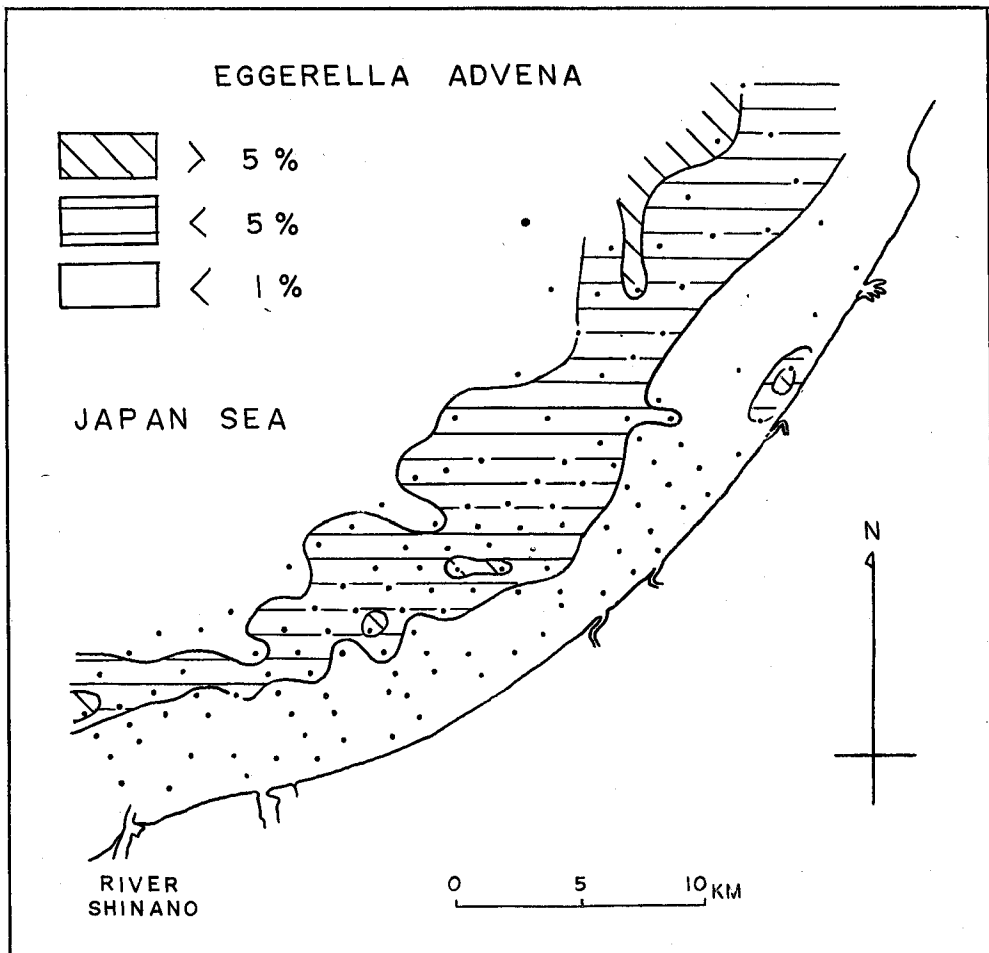 EGGERELLA ADVENA
> 5 %
< 5 %
< 1 %
JAPAN SEA
N
RIVER
SHINANO
0 5 10 KM